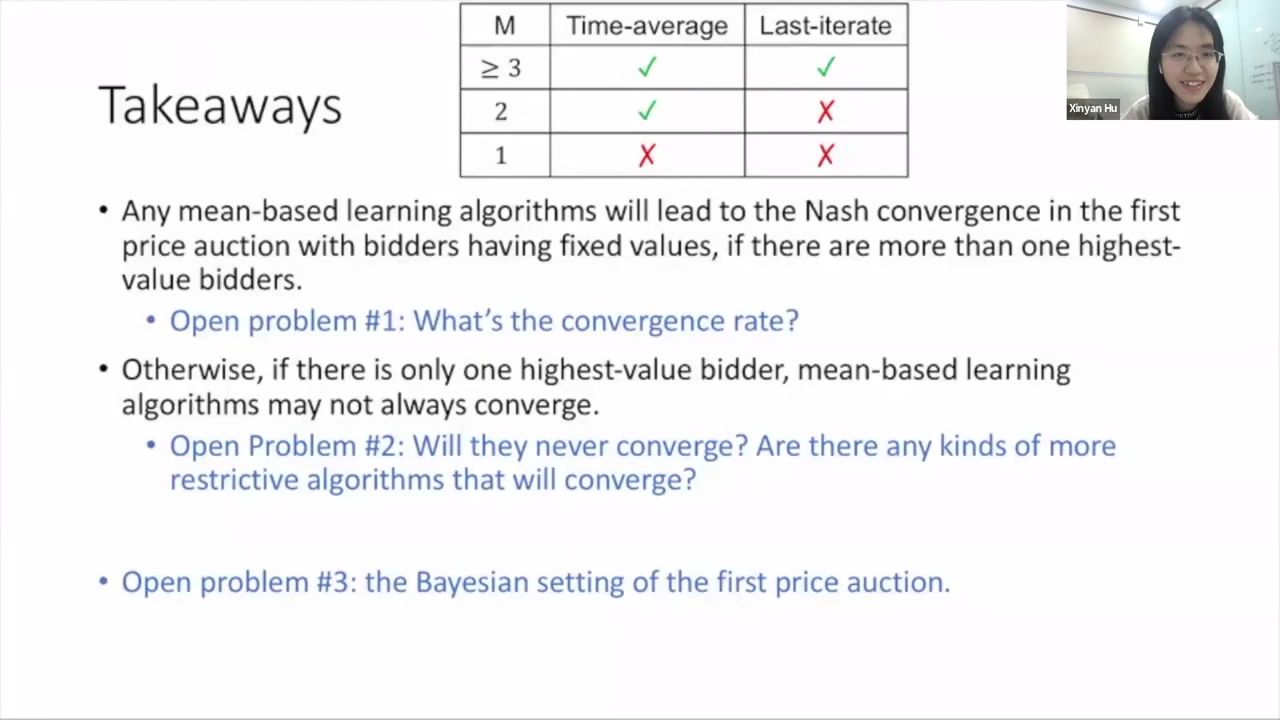 M Time-average Last-iterate
≥ 3 ✓ ✓
2 ✓ ✗
1 ✗ ✗
Takeaways
Xinyan Hu
• Any mean-based learning algorithms will lead to the Nash convergence in the first
price auction with bidders having fixed values, if there are more than one highest-
value bidders.
• Open problem #1: What's the convergence rate?
• Otherwise, if there is only one highest-value bidder, mean-based learning
algorithms may not always converge.
• Open Problem #2: Will they never converge? Are there any kinds of more
restrictive algorithms that will converge?
• Open problem #3: the Bayesian setting of the first price auction.